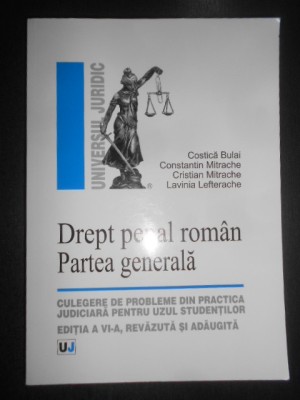 UNIVERSUL JURIDIC
Costică Bulai
Constantin Mitrache
Cristian Mitrache
Lavinia Lefterache
Drept penal român
Partea generală
CULEGERE DE PROBLEME DIN PRACTICA
JUDICIARĂ PENTRU UZUL STUDENȚILOR
EDIȚIA A VI-A, REVĂZUTĂ ȘI ADĂUGITĂ
UJ